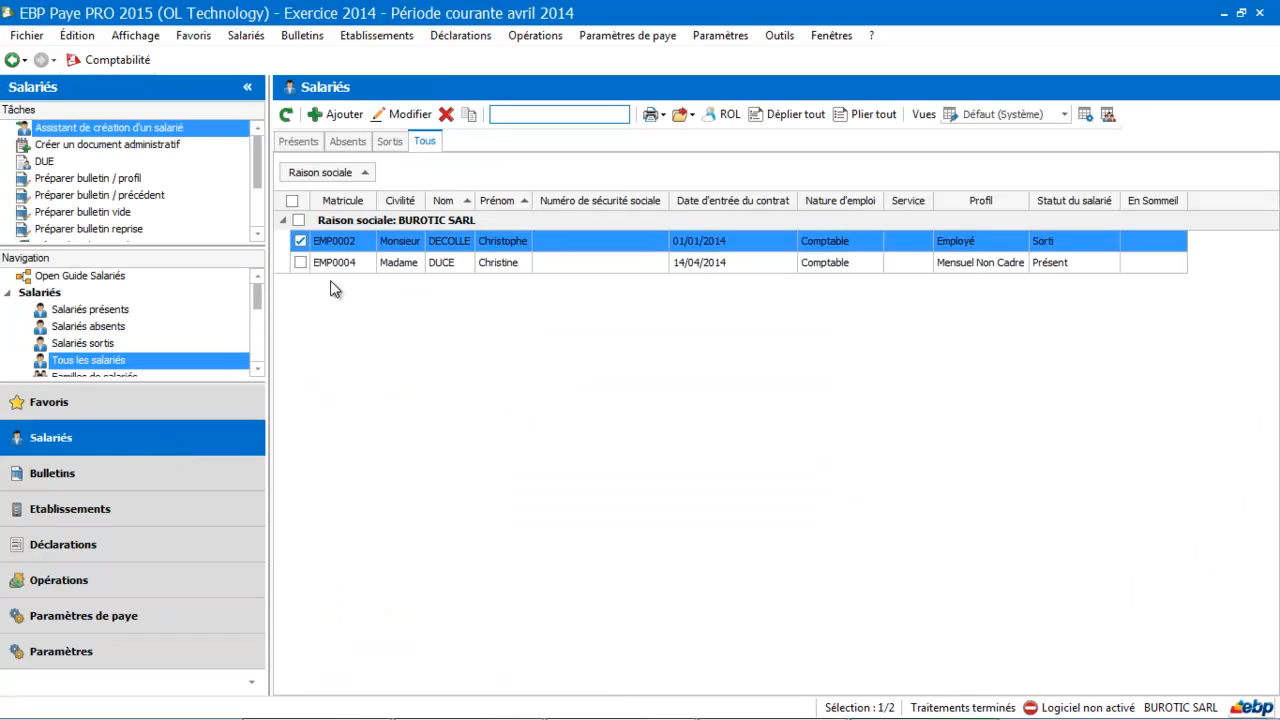 EBP Paye PRO 2015 (OL Technology) - Exercice 2014 - Période courante avril 2014
Fichier Édition Affichage Favoris Salariés Bulletins Etablissements Déclarations Opérations Paramètres de paye Paramètres Outils Fenêtres ?
Comptabilité
Salariés «
Tâches
Assistant de création d'un salarié
Créer un document administratif
DUE
Préparer bulletin / profil
Préparer bulletin / précédent
Préparer bulletin vide
Préparer bulletin reprise
Navigation
Open Guide Salariés
Salariés
Salariés présents
Salariés absents
Salariés sortis
Tous les salariés
Familles de salariés
Favoris
Salariés
Bulletins
Etablissements
Déclarations
Opérations
Paramètres de paye
Paramètres
Salariés
Ajouter Modifier ROL Déplier tout Plier tout Vues Défaut (Système)
Présents Absents Sortis Tous
Raison sociale
Matricule Civilité Nom Prénom Numéro de sécurité sociale Date d'entrée du contrat Nature d'emploi Service Profil Statut du salarié En Sommeil
Raison sociale: BUROTIC SARL
EMP0002 Monsieur DECOLLE Christophe 01/01/2014 Comptable Employé Sorti
EMP0004 Madame DUCE Christine 14/04/2014 Comptable Mensuel Non Cadre Présent
Sélection : 1/2 Traitements terminés Logiciel non activé BUROTIC SARL ebp